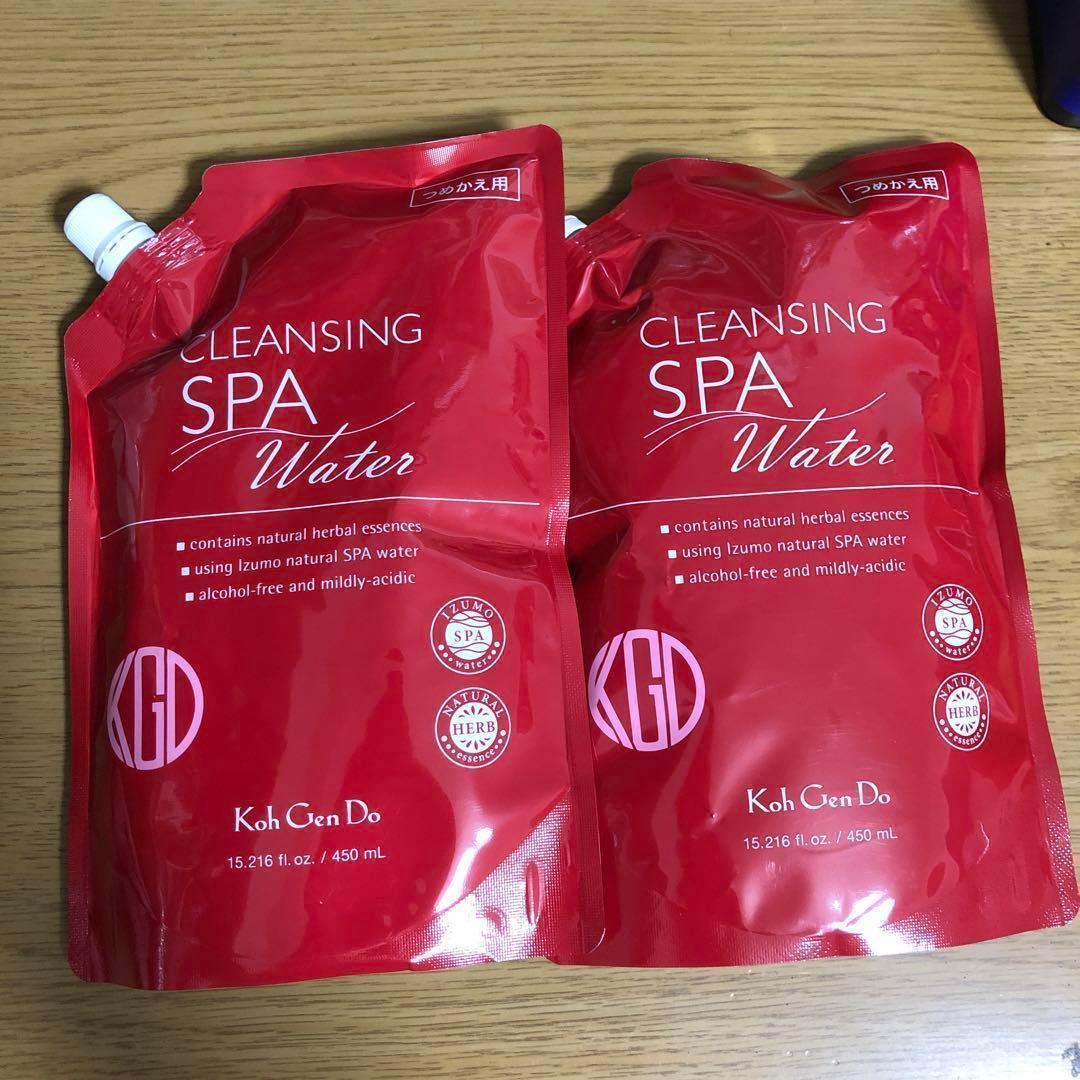 つめかえ用
CLEANSING
SPA
Water
■ contains natural herbal essences
■ using Izumo natural SPA water
■ alcohol-free and mildly-acidic
IZUMO
SPA
water
KGD
NATURAL
HERB
essence
Koh Gen Do
15.216 fl. oz. / 450 mL
つめかえ用
CLEANSING
SPA
Water
■ contains natural herbal essences
■ using Izumo natural SPA water
■ alcohol-free and mildly-acidic
IZUMO
SPA
water
KGD
NATURAL
HERB
essence
Koh Gen Do
15.216 fl. oz. / 450 mL